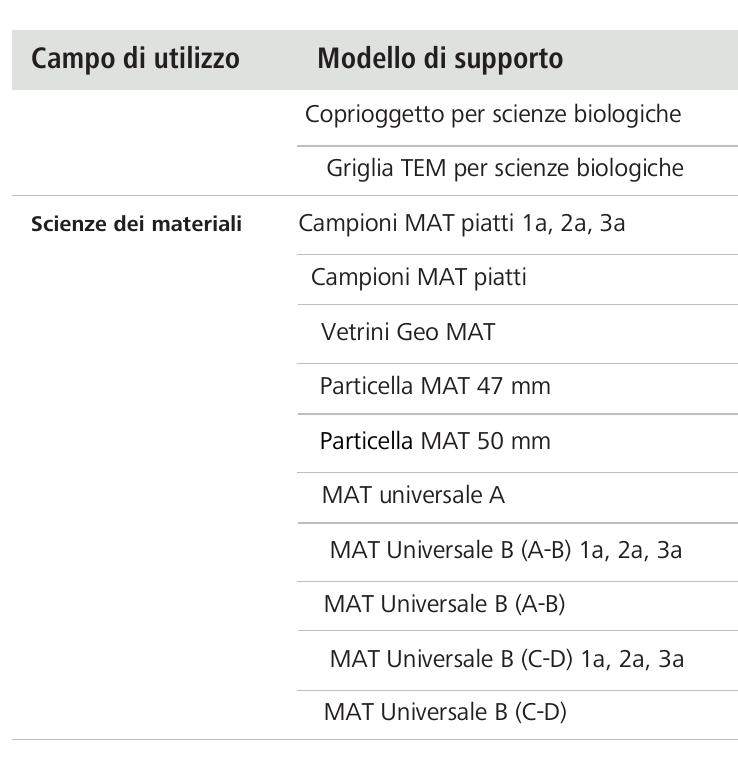 Campo di utilizzo Modello di supporto
Coprioggetto per scienze biologiche
Griglia TEM per scienze biologiche
Scienze dei materiali Campioni MAT piatti 1a, 2a, 3a
Campioni MAT piatti
Vetrini Geo MAT
Particella MAT 47 mm
Particella MAT 50 mm
MAT universale A
MAT Universale B (A-B) 1a, 2a, 3a
MAT Universale B (A-B)
MAT Universale B (C-D) 1a, 2a, 3a
MAT Universale B (C-D)